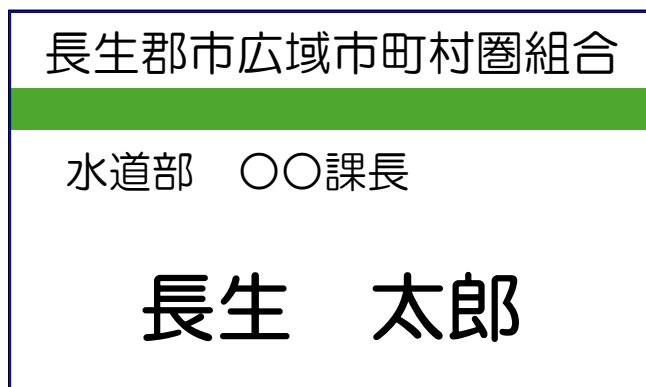 長生郡市広域市町村圏組合
水道部　〇〇課長
長生　太郎